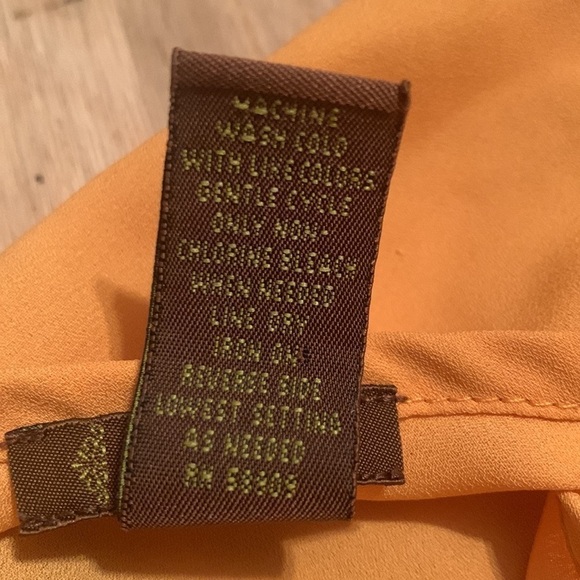 MACHINE
WASH COLD
WITH LIKE COLORS
GENTLE CYCLE
ONLY NON-
CHLORINE BLEACH
WHEN NEEDED
LINE DRY
IRON ON
REVERSE SIDE
LOWEST SETTING
AS NEEDED
RN